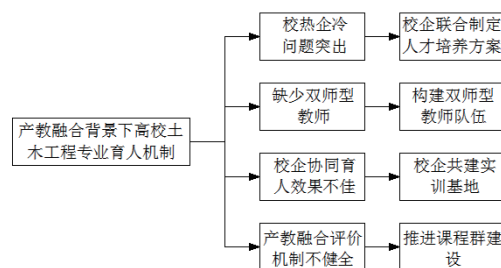 校热企冷
问题突出
校企联合制定
人才培养方案
缺少双师型
教师
构建双师型
教师队伍
产教融合背景下高校土
木工程专业育人机制
校企协同育
人效果不佳
校企共建实
训基地
产教融合评价
机制不健全
推进课程群建
设